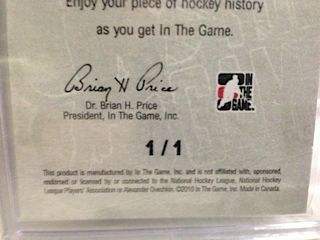 Enjoy your piece of hockey history
as you get In The Game.
Brian H Price
IN
THE
GAME.
Dr. Brian H. Price
President, In The Game, Inc.
1 / 1
This product is manufactured by In The Game, Inc. and is not affiliated with, sponsored,
endorsed or licensed by or connected to the National Hockey League, National Hockey
League Players' Association or Alexander Ovechkin. ©2010 In The Game, Inc. Made in Canada.